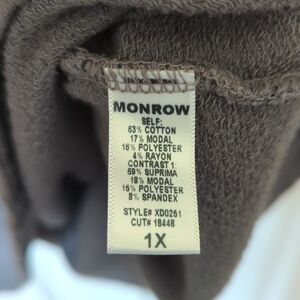 MONROW
SELF:
63% COTTON
17% MODAL
16% POLYESTER
4% RAYON
CONTRAST 1:
59% SUPRIMA
18% MODAL
15% POLYESTER
8% SPANDEX
STYLE# XD0251
CUT# 18448
1X